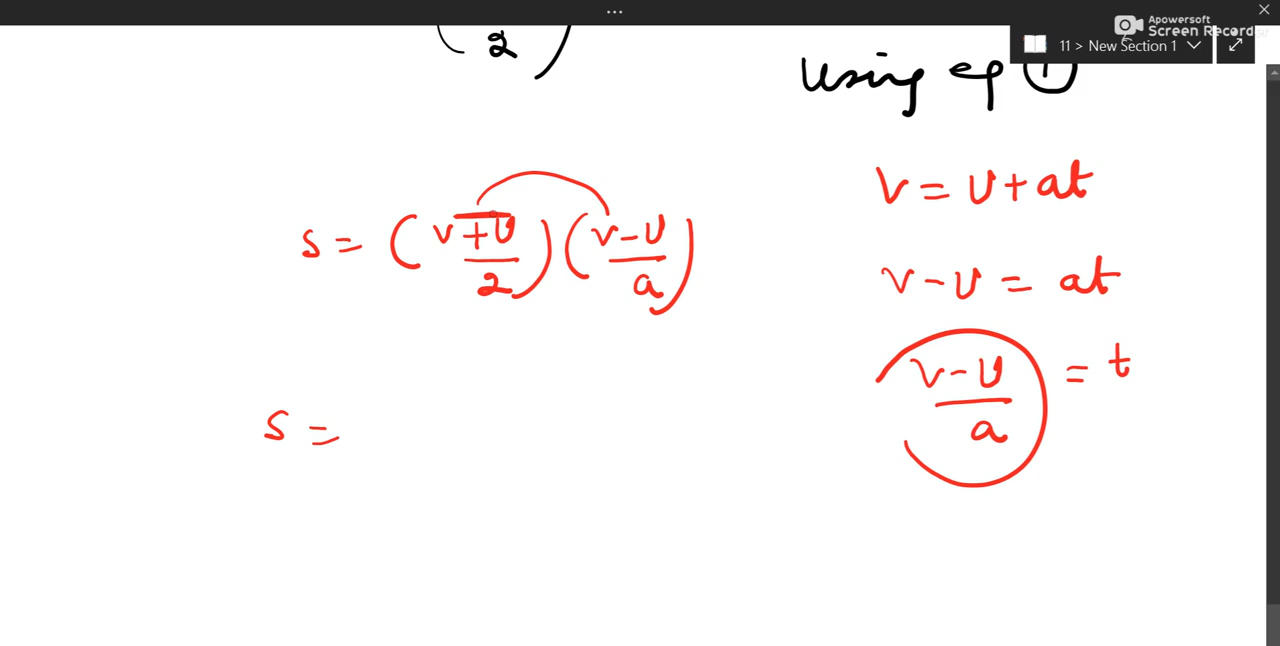 ...
Apowersoft
Screen Recorder
11 > New Section 1
2 )
using eq ①
v = u + at
s = (v+u/2)(v-u/a)
v - u = at
v-u/a = t
s =